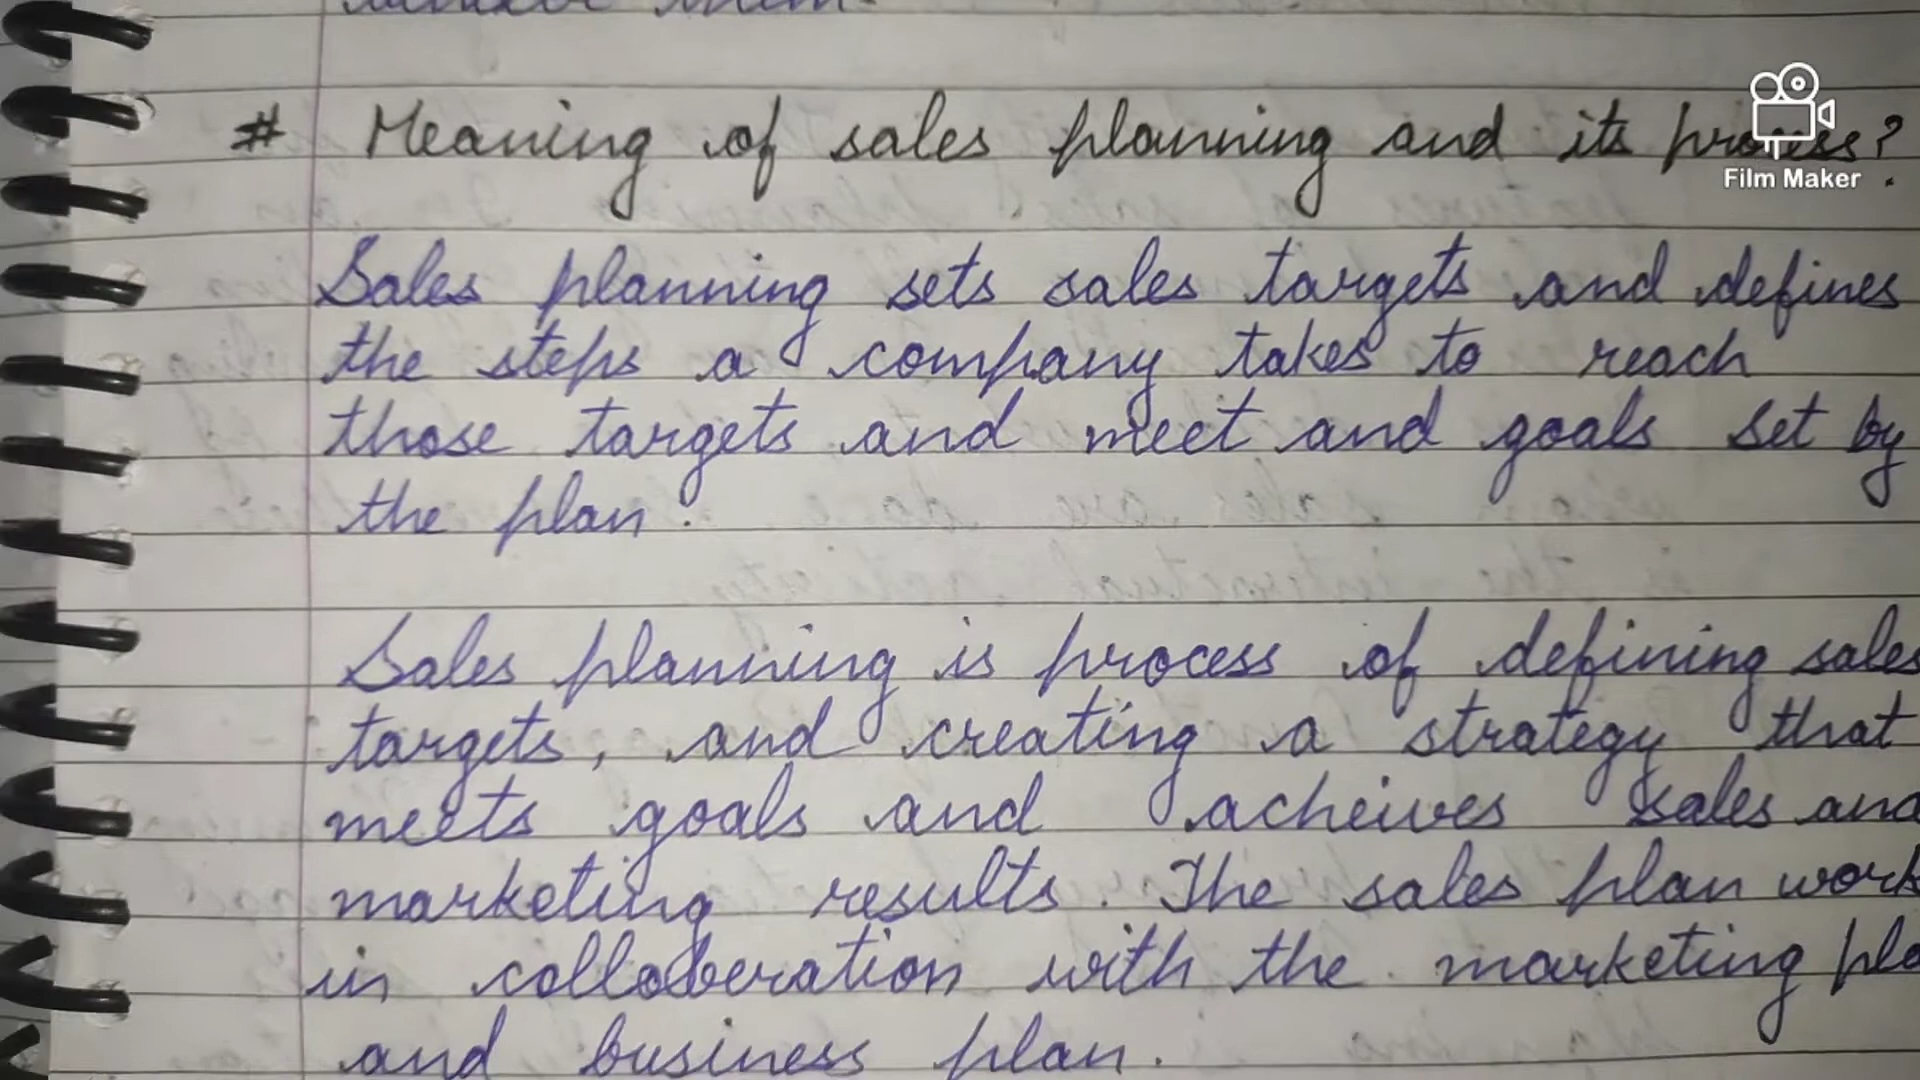 # Meaning of sales planning and its process?
Film Maker
Sales planning sets sales targets and defines
the steps a company takes to reach
those targets and meet and goals set by
the plan.
Sales planning is process of defining sales
targets, and creating a strategy that
meets goals and acheives sales and
marketing results. The sales plan work
in collaberation with the marketing pla
and business plan.